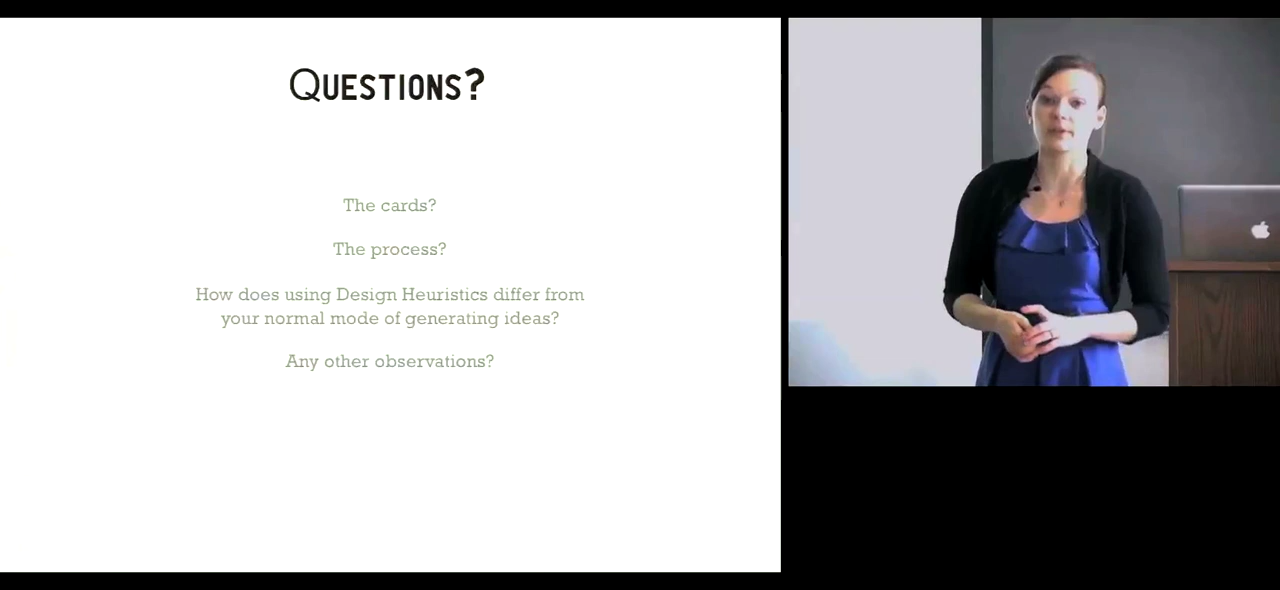 QUESTIONS?
The cards?
The process?
How does using Design Heuristics differ from
your normal mode of generating ideas?
Any other observations?